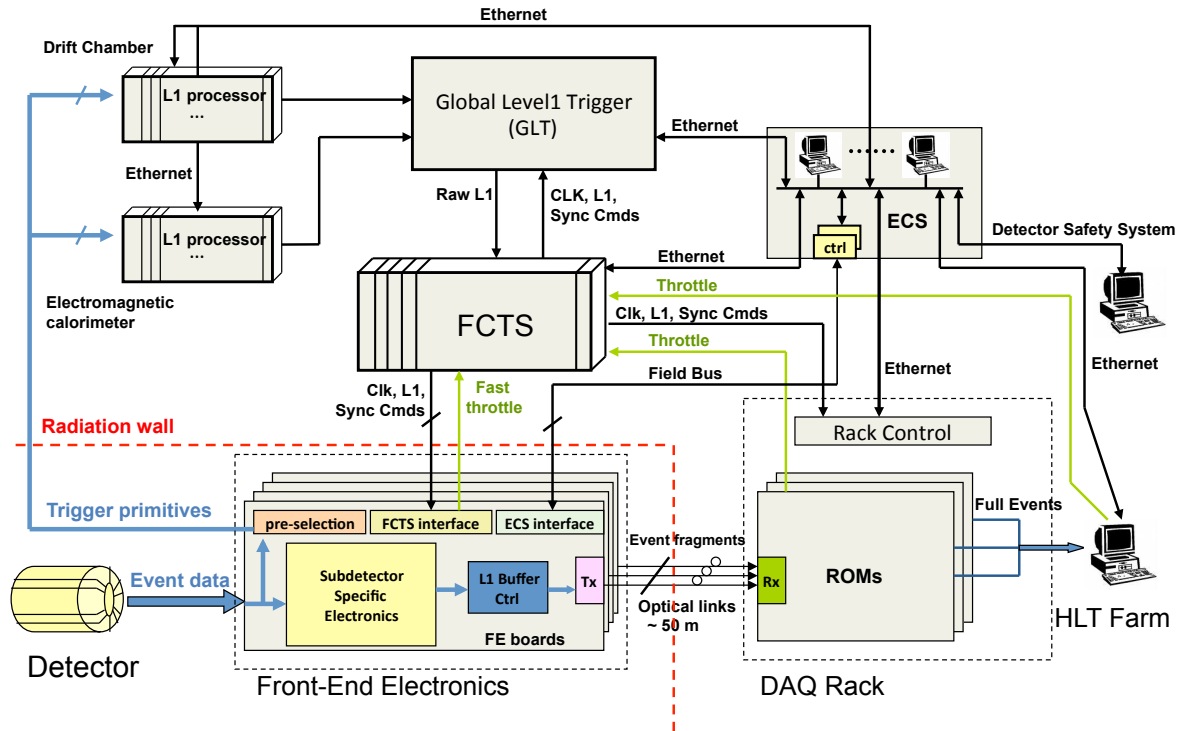 Ethernet
Drift Chamber
L1 processor
...
Global Level1 Trigger
(GLT)
Ethernet
Ethernet
Raw L1
CLK, L1,
Sync Cmds
L1 processor
...
ECS
ctrl
Detector Safety System
Electromagnetic
calorimeter
Ethernet
Throttle
FCTS
Clk, L1, Sync Cmds
Throttle
Field Bus
Ethernet
Ethernet
Clk, L1,
Sync Cmds
Fast
throttle
Radiation wall
Rack Control
Trigger primitives
pre-selection
FCTS interface
ECS interface
Full Events
Event data
Subdetector
Specific
Electronics
L1 Buffer
Ctrl
Tx
Event fragments
Rx
ROMs
Optical links
~ 50 m
FE boards
HLT Farm
Detector
Front-End Electronics
DAQ Rack